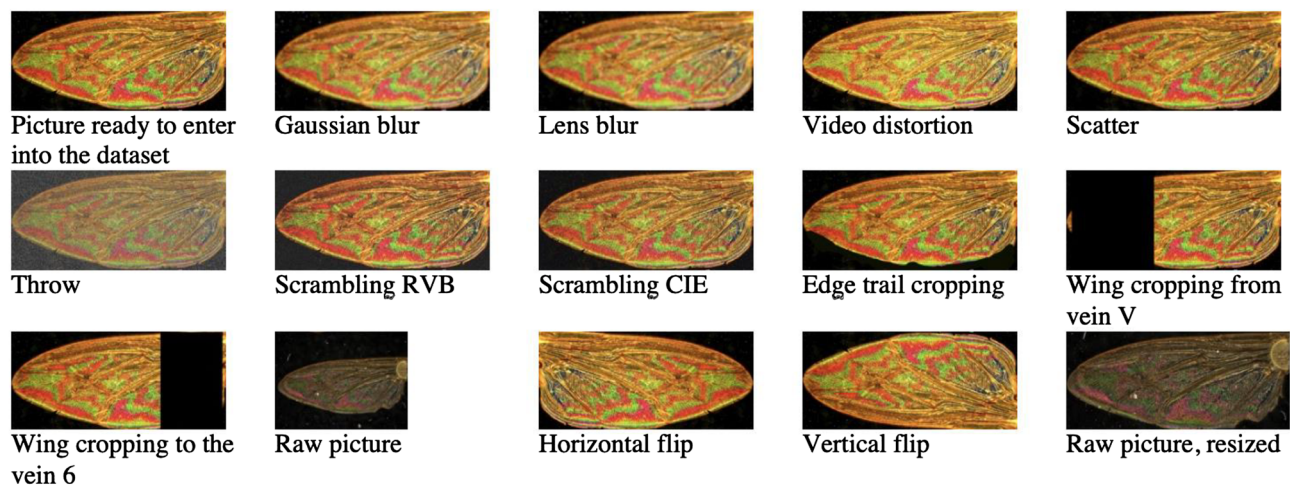 Picture ready to enter
into the dataset
Gaussian blur
Lens blur
Video distortion
Scatter
Throw
Scrambling RVB
Scrambling CIE
Edge trail cropping
Wing cropping from
vein V
Wing cropping to the
vein 6
Raw picture
Horizontal flip
Vertical flip
Raw picture, resized